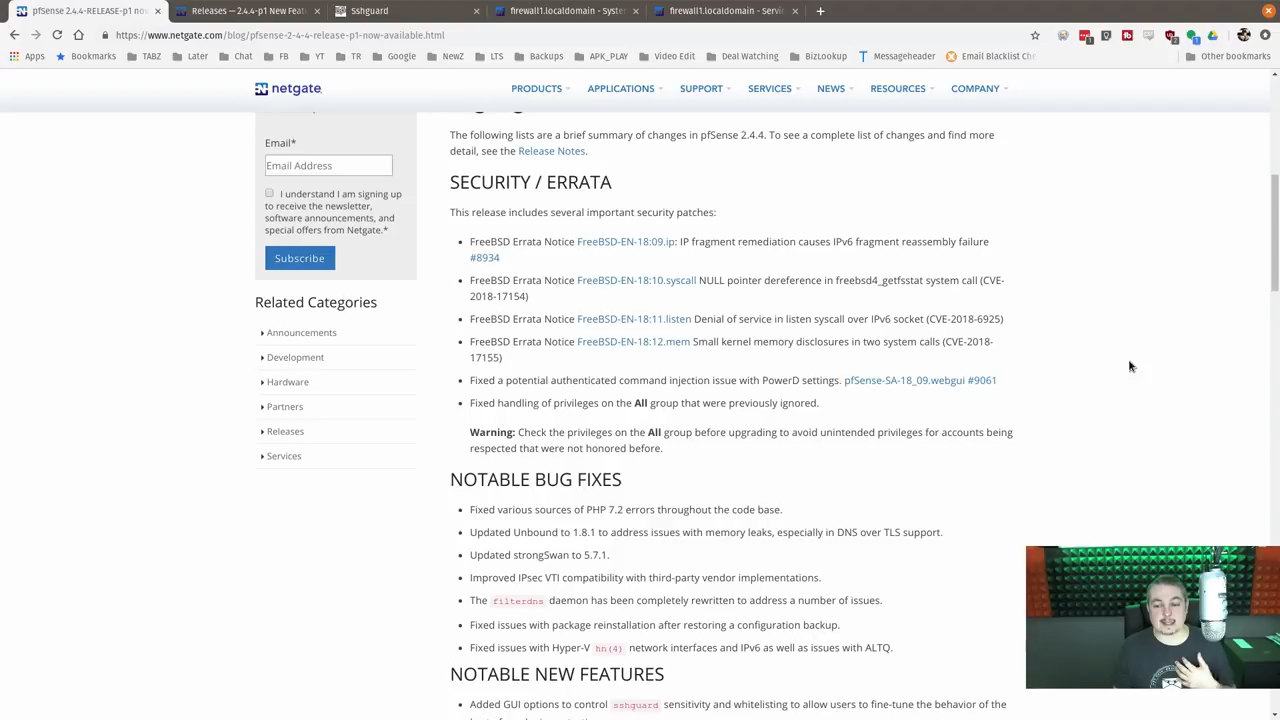 pfSense 2.4.4-RELEASE-p1 now
Releases — 2.4.4-p1 New Feat
Sshguard
firewall1.localdomain - Syste
firewall1.localdomain - Servi
https://www.netgate.com/blog/pfsense-2-4-4-release-p1-now-available.html
Apps
Bookmarks
TABZ
Later
Chat
FB
YT
TR
Google
NewZ
LTS
Backups
APK_PLAY
Video Edit
Deal Watching
BizLookup
Messageheader
Email Blacklist Che
Other bookmarks
netgate
PRODUCTS
APPLICATIONS
SUPPORT
SERVICES
NEWS
RESOURCES
COMPANY
Email*
Email Address
I understand I am signing up
to receive the newsletter,
software announcements, and
special offers from Netgate.*
Subscribe
Related Categories
Announcements
Development
Hardware
Partners
Releases
Services
The following lists are a brief summary of changes in pfSense 2.4.4. To see a complete list of changes and find more
detail, see the Release Notes.
SECURITY / ERRATA
This release includes several important security patches:
FreeBSD Errata Notice FreeBSD-EN-18:09.ip: IP fragment remediation causes IPv6 fragment reassembly failure
#8934
FreeBSD Errata Notice FreeBSD-EN-18:10.syscall NULL pointer dereference in freebsd4_getfsstat system call (CVE-
2018-17154)
FreeBSD Errata Notice FreeBSD-EN-18:11.listen Denial of service in listen syscall over IPv6 socket (CVE-2018-6925)
FreeBSD Errata Notice FreeBSD-EN-18:12.mem Small kernel memory disclosures in two system calls (CVE-2018-
17155)
Fixed a potential authenticated command injection issue with PowerD settings. pfSense-SA-18_09.webgui #9061
Fixed handling of privileges on the All group that were previously ignored.
Warning: Check the privileges on the All group before upgrading to avoid unintended privileges for accounts being
respected that were not honored before.
NOTABLE BUG FIXES
Fixed various sources of PHP 7.2 errors throughout the code base.
Updated Unbound to 1.8.1 to address issues with memory leaks, especially in DNS over TLS support.
Updated strongSwan to 5.7.1.
Improved IPsec VTI compatibility with third-party vendor implementations.
The filterdns daemon has been completely rewritten to address a number of issues.
Fixed issues with package reinstallation after restoring a configuration backup.
Fixed issues with Hyper-V hn(4) network interfaces and IPv6 as well as issues with ALTQ.
NOTABLE NEW FEATURES
Added GUI options to control sshguard sensitivity and whitelisting to allow users to fine-tune the behavior of the